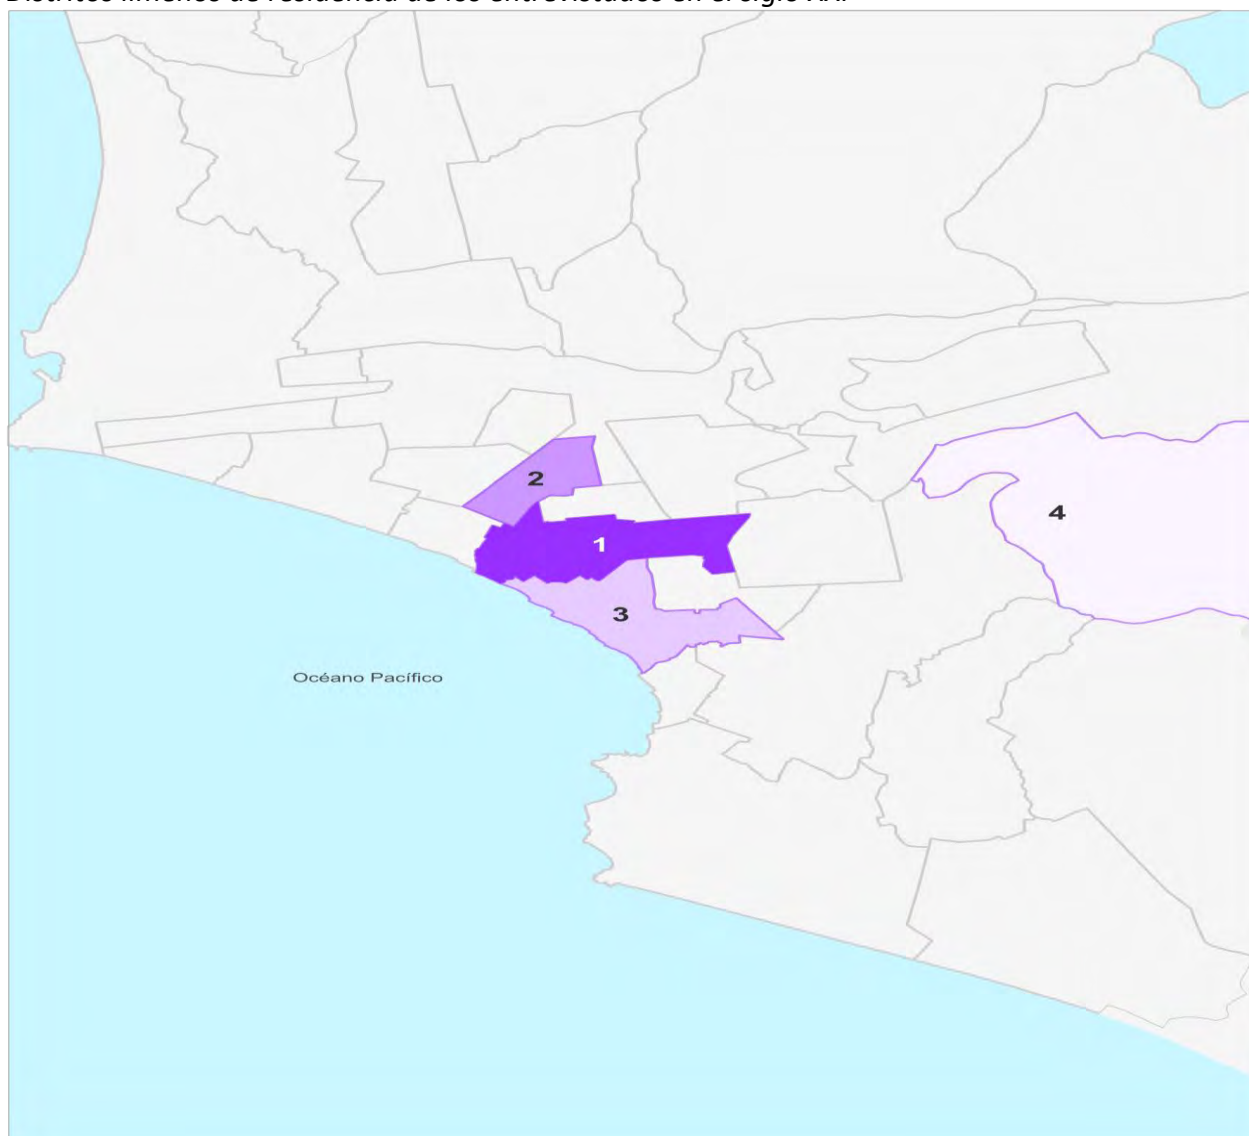 Distritos limeños de residencia de los entrevistados en el siglo XXI
2
1
4
3
Océano Pacífico